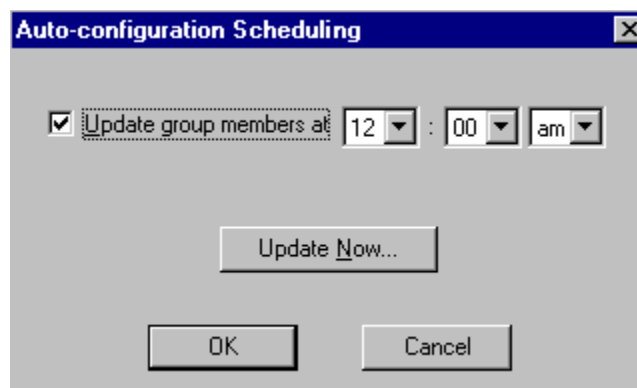 Auto-configuration Scheduling
Update group members at 12 : 00 am
Update Now...
OK Cancel